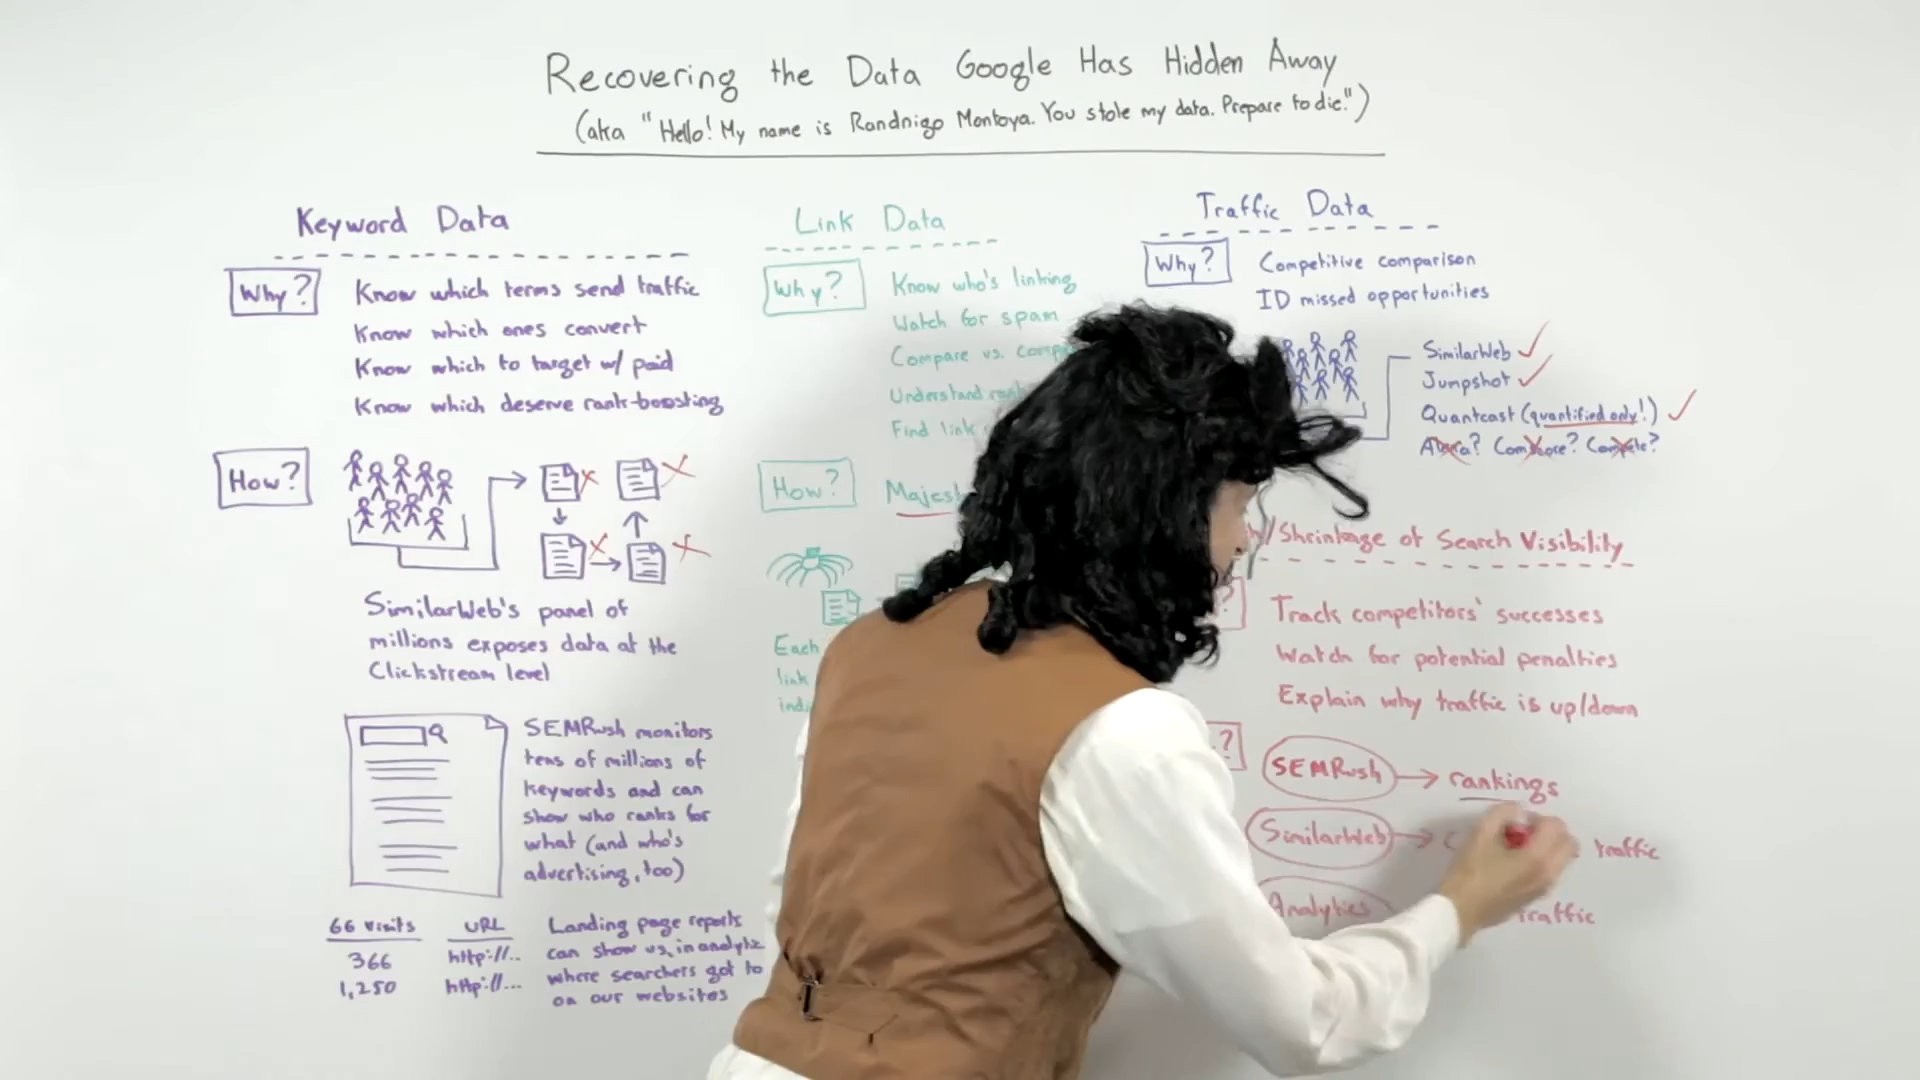 Recovering the Data Google Has Hidden Away
(aka "Hello! My name is Randnigo Montoya. You stole my data. Prepare to die.")
Keyword Data
Why?
Know which terms send traffic
Know which ones convert
Know which to target w/ paid
Know which deserve rank-boosting
How?
SimilarWeb's panel of
millions exposes data at the
Clickstream level
SEMRush monitors
tens of millions of
keywords and can
show who ranks for
what (and who's
advertising, too)
66 visits URL
366 http://..
1,250 http://...
Landing page reports
can show us, in
where searchers got to
on our websites
Link Data
Why?
Know who's linking
Watch for spam
Compare vs.
Understand
Find link
How?
Each
link
Traffic Data
Why?
Competitive comparison
ID missed opportunities
SimilarWeb
Jumpshot
Quantcast (quantified only!)
Alexa? ComScore? Compete?
/Shrinkage of Search Visibility
?
Track competitors' successes
Watch for potential penalties
Explain why traffic is up/down
?
SEMRush → rankings
SimilarWeb → traffic
Analytics traffic